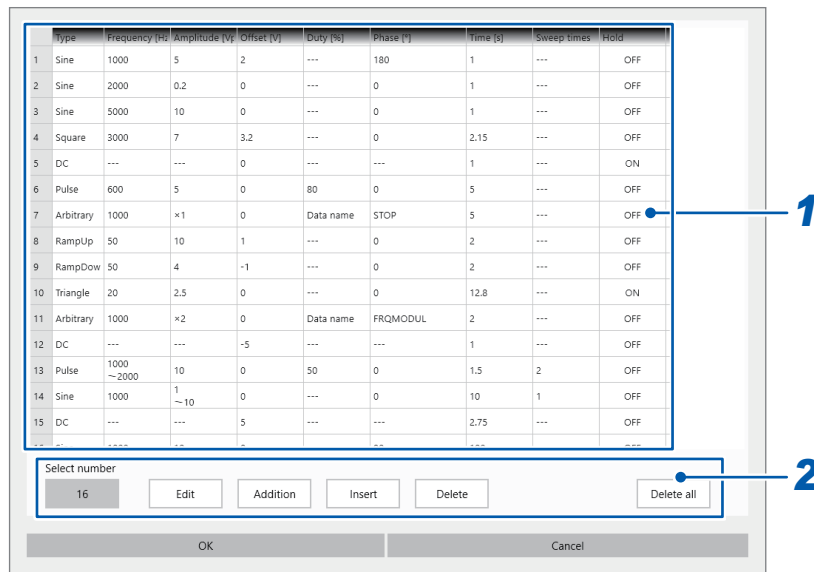 Type Frequency [Hz Amplitude [Vp Offset [V] Duty [%] Phase [°] Time [s] Sweep times Hold
1 Sine 1000 5 2 --- 180 1 --- OFF
2 Sine 2000 0.2 0 --- 0 1 --- OFF
3 Sine 5000 10 0 --- 0 1 --- OFF
4 Square 3000 7 3.2 --- 0 2.15 --- OFF
5 DC --- --- 0 --- --- 1 --- ON
6 Pulse 600 5 0 80 0 5 --- OFF
7 Arbitrary 1000 ×1 0 Data name STOP 5 --- OFF
1
8 RampUp 50 10 1 --- 0 2 --- OFF
9 RampDow 50 4 -1 --- 0 2 --- OFF
10 Triangle 20 2.5 0 --- 0 12.8 --- ON
11 Arbitrary 1000 ×2 0 Data name FRQMODUL 2 --- OFF
12 DC --- --- -5 --- --- 1 --- OFF
13 Pulse 1000 ～2000 10 0 50 0 1.5 2 OFF
14 Sine 1000 1 ～10 0 --- 0 10 1 OFF
15 DC --- --- 5 --- --- 2.75 --- OFF
Select number
16 Edit Addition Insert Delete Delete all
2
OK Cancel